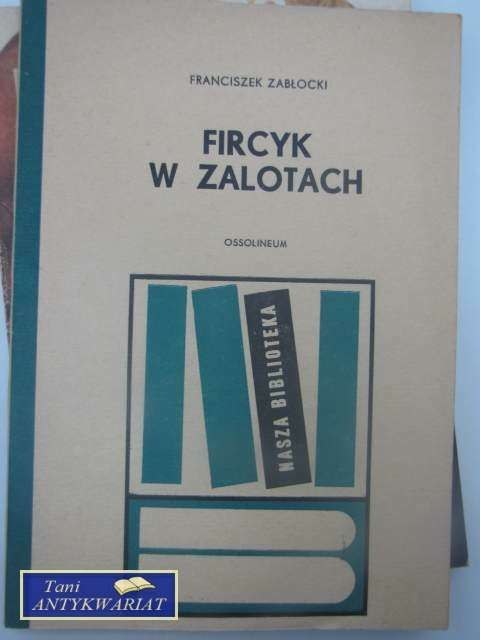 FRANCISZEK ZABŁOCKI
FIRCYK
W ZALOTACH
OSSOLINEUM
NASZA BIBLIOTEKA
Tani
ANTYKWARIAT